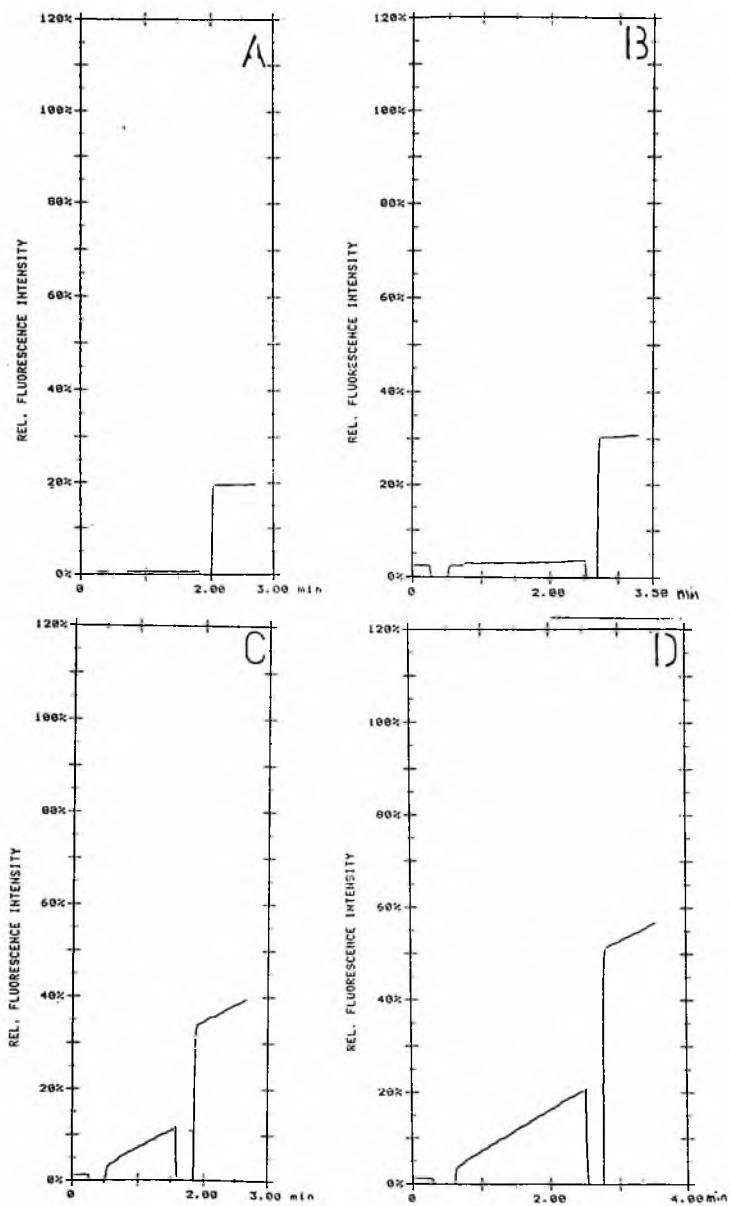 A
REL. FLUORESCENCE INTENSITY
120%
100%
80%
60%
40%
20%
0%
0 2.00 3.00 min
B
REL. FLUORESCENCE INTENSITY
120%
100%
80%
60%
40%
20%
0%
0 2.00 3.50 min
C
REL. FLUORESCENCE INTENSITY
120%
100%
80%
60%
40%
20%
0%
0 2.00 3.00 min
D
REL. FLUORESCENCE INTENSITY
120%
100%
80%
60%
40%
20%
0%
0 2.00 4.00 min